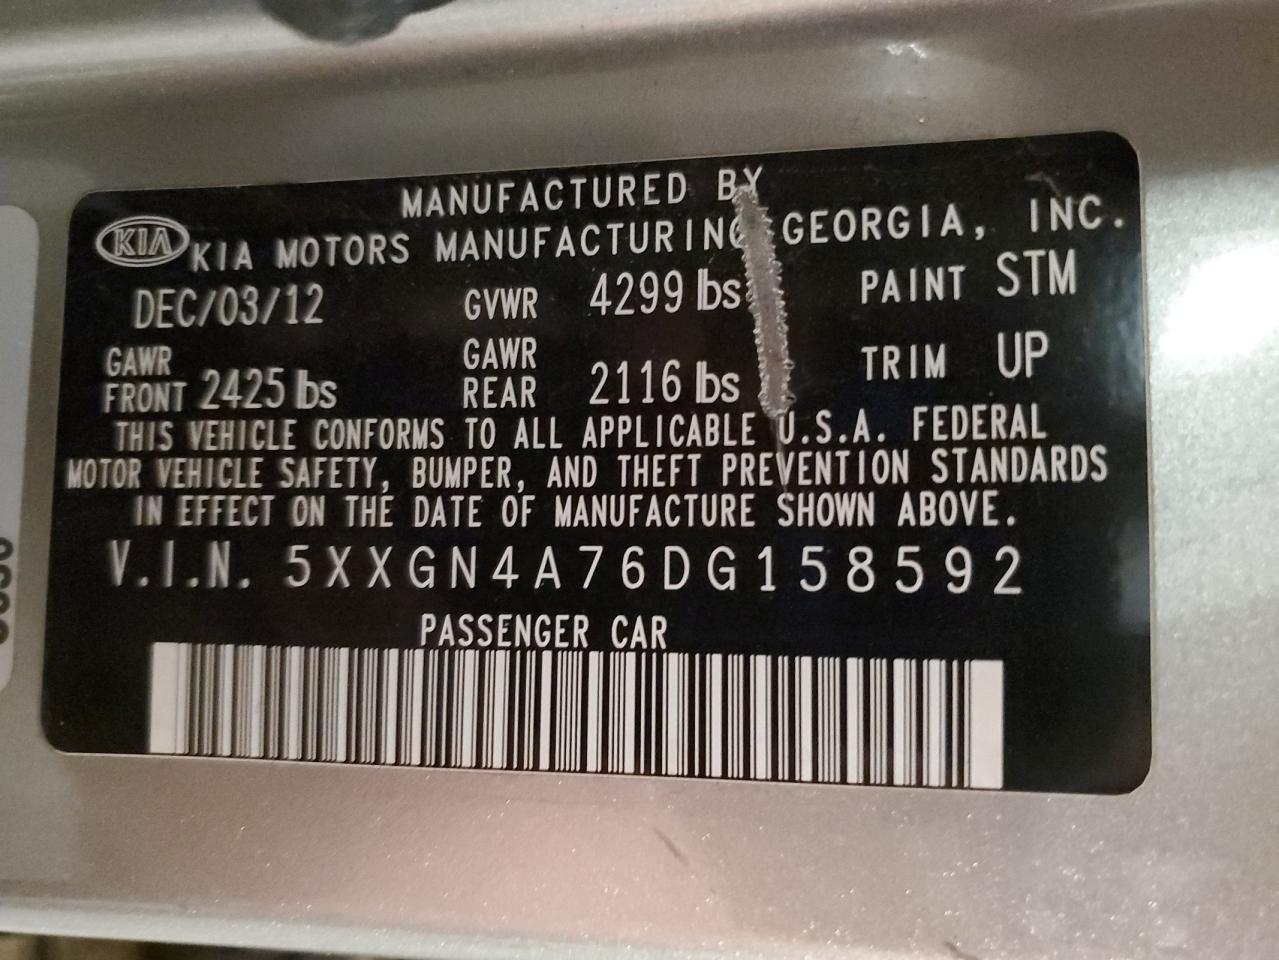 MANUFACTURED BY
KIA KIA MOTORS MANUFACTURING GEORGIA, INC.
DEC/03/12 GVWR 4299 lbs PAINT STM
GAWR FRONT 2425 lbs GAWR REAR 2116 lbs TRIM UP
THIS VEHICLE CONFORMS TO ALL APPLICABLE U.S.A. FEDERAL
MOTOR VEHICLE SAFETY, BUMPER, AND THEFT PREVENTION STANDARDS
IN EFFECT ON THE DATE OF MANUFACTURE SHOWN ABOVE.
V.I.N. 5XXGN4A76DG158592
PASSENGER CAR